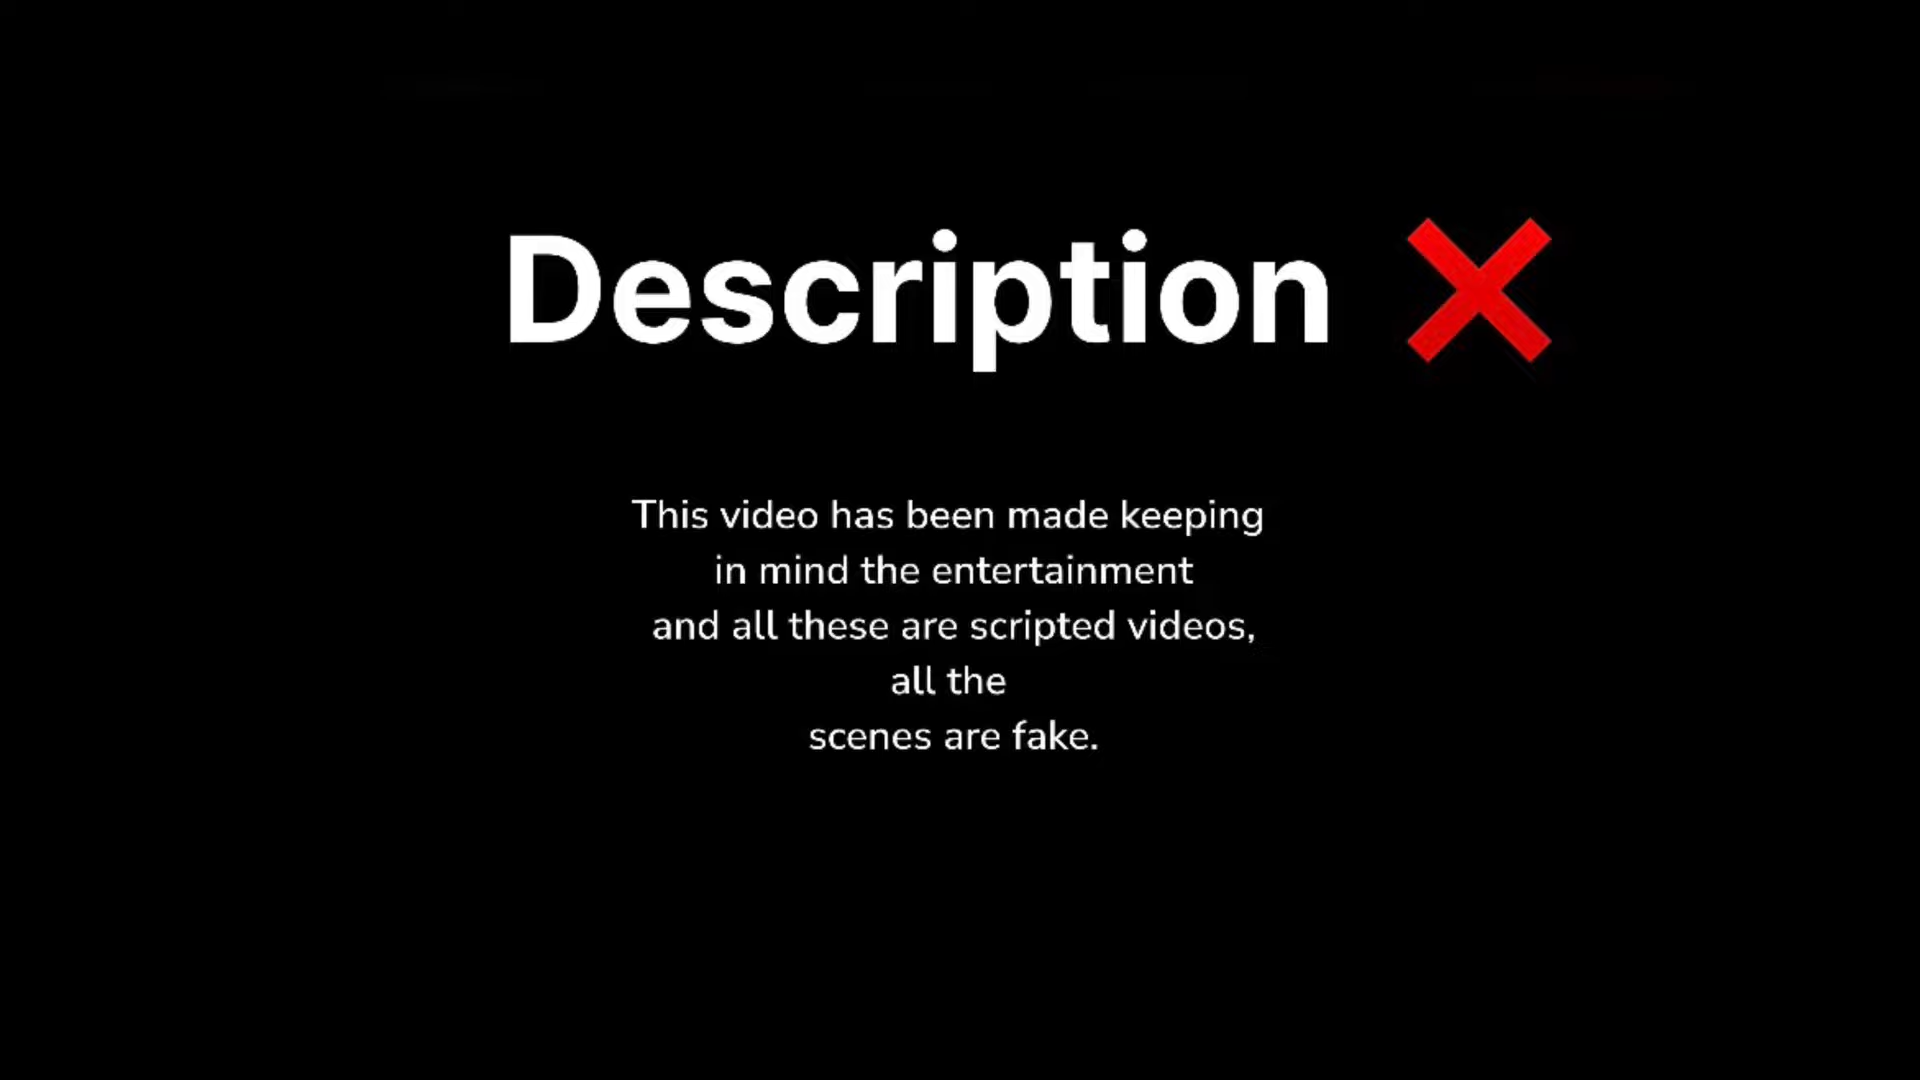 Description ❌
This video has been made keeping
in mind the entertainment
and all these are scripted videos,
all the
scenes are fake.